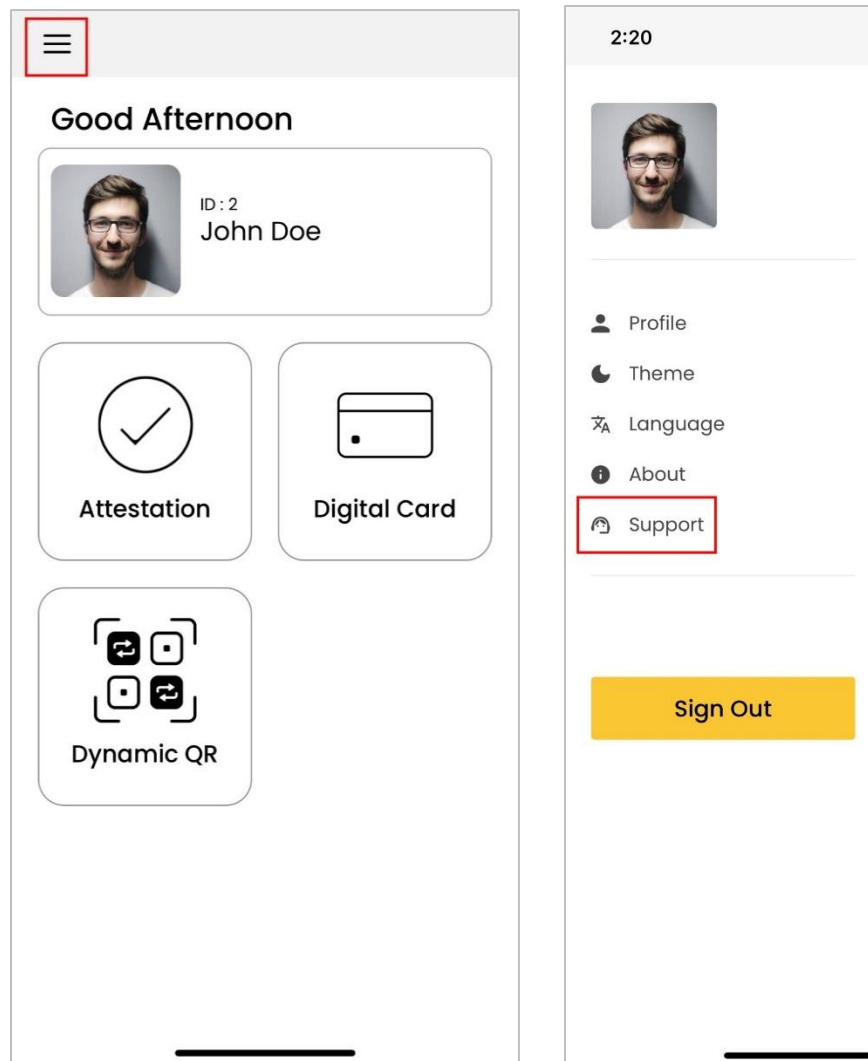 Good Afternoon
ID : 2
John Doe
Attestation
Digital Card
Dynamic QR
2:20
Profile
Theme
Language
About
Support
Sign Out